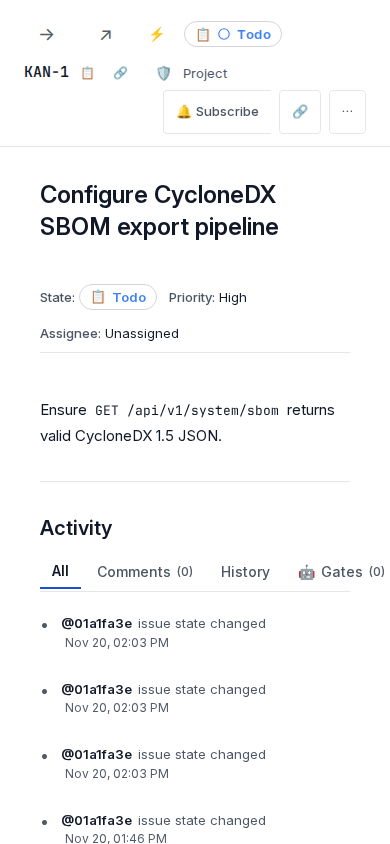 Todo
KAN-1 Project
Subscribe ...
Configure CycloneDX
SBOM export pipeline
State: Todo Priority: High
Assignee: Unassigned
Ensure GET /api/v1/system/sbom returns
valid CycloneDX 1.5 JSON.
Activity
All Comments (0) History Gates (0)
@01a1fa3e issue state changed
Nov 20, 02:03 PM
@01a1fa3e issue state changed
Nov 20, 02:03 PM
@01a1fa3e issue state changed
Nov 20, 02:03 PM
@01a1fa3e issue state changed
Nov 20, 01:46 PM